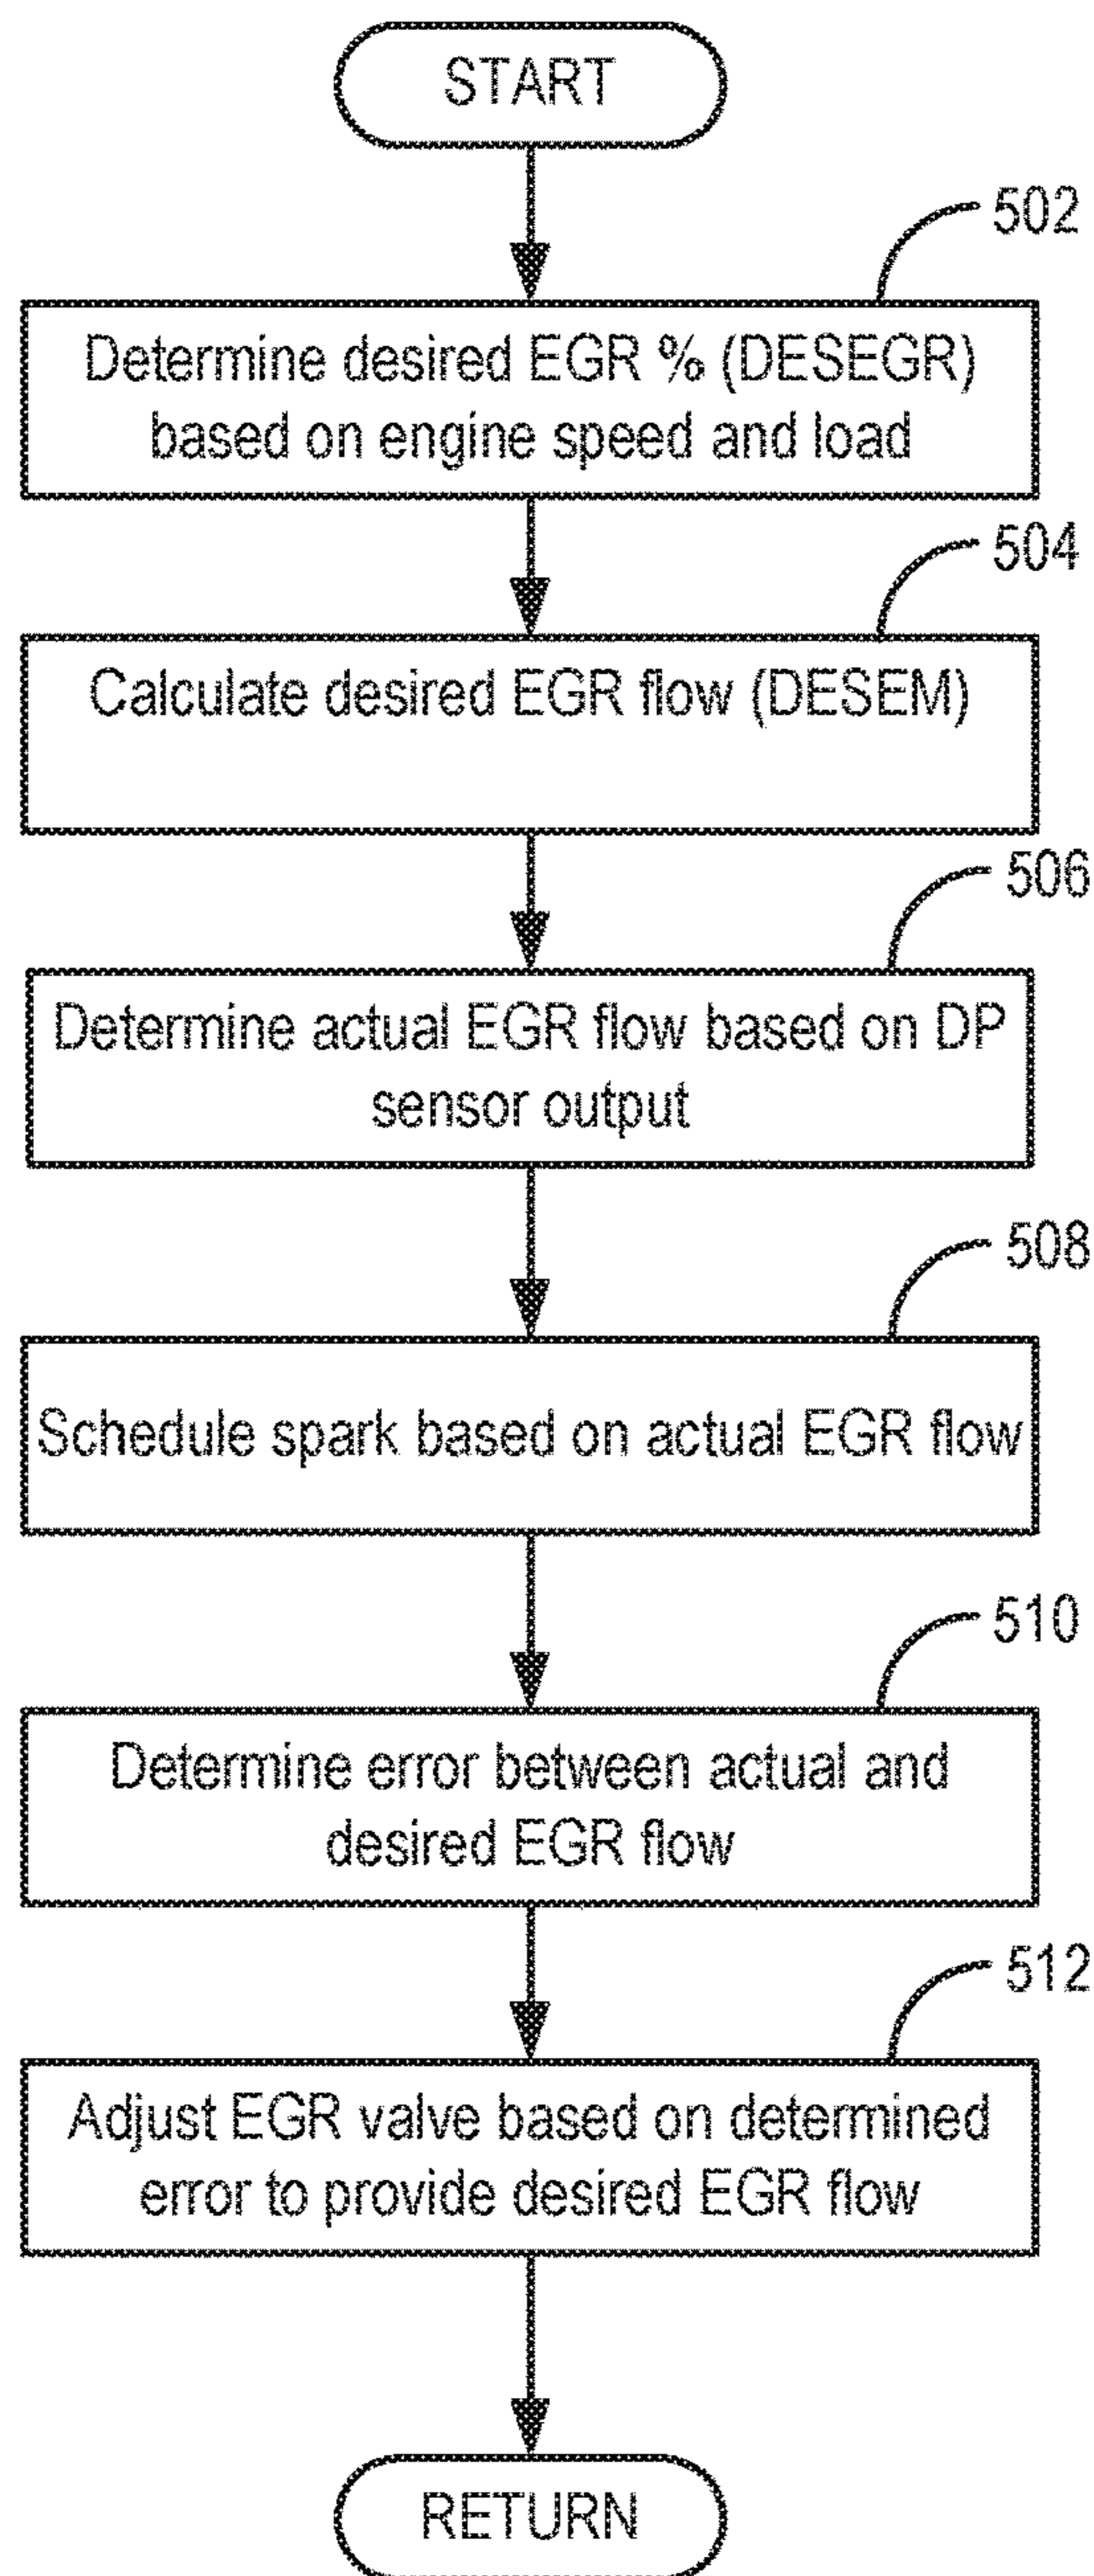 START
502
Determine desired EGR % (DESEGR)
based on engine speed and load
504
Calculate desired EGR flow (DESEM)
506
Determine actual EGR flow based on DP
sensor output
508
Schedule spark based on actual EGR flow
510
Determine error between actual and
desired EGR flow
512
Adjust EGR valve based on determined
error to provide desired EGR flow
RETURN